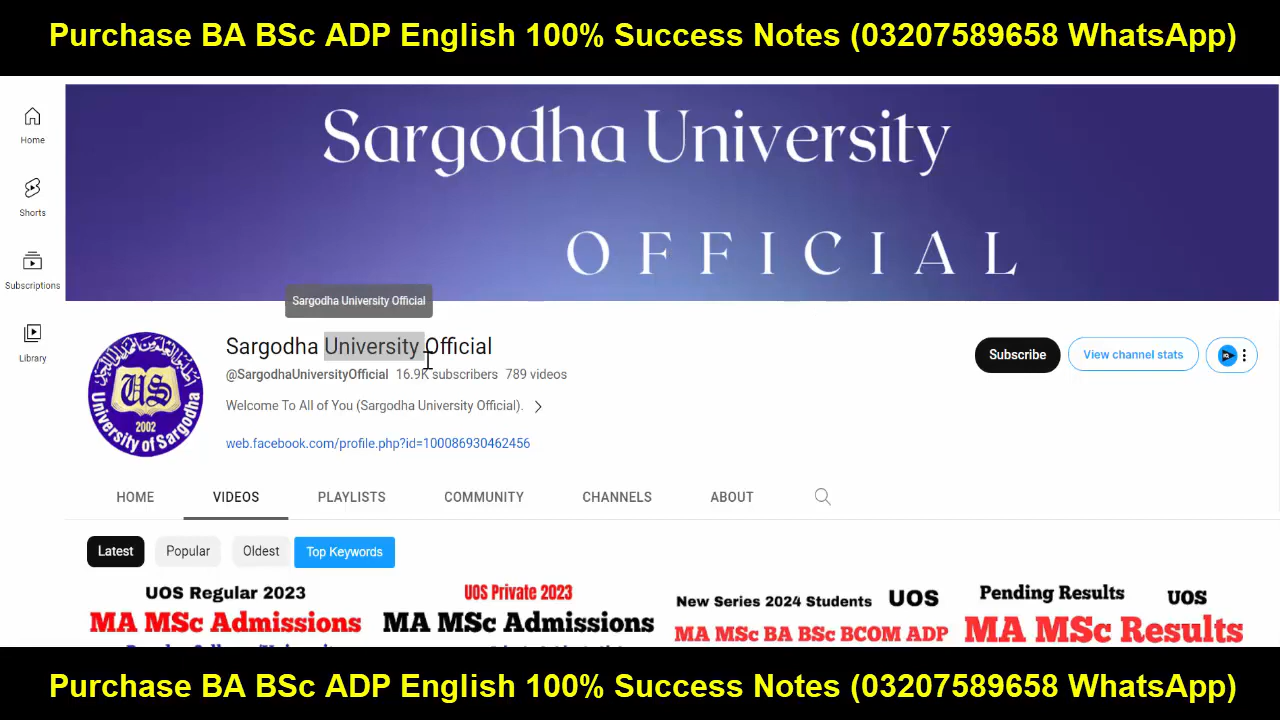 Purchase BA BSc ADP English 100% Success Notes (03207589658 WhatsApp)
Sargodha University
OFFICIAL
Home
Shorts
Subscriptions
Library
Sargodha University Official
Sargodha University Official
@SargodhaUniversityOfficial 16.9K subscribers 789 videos
Welcome To All of You (Sargodha University Official).
web.facebook.com/profile.php?id=100086930462456
US
2002
University of Sargodha
Subscribe
View channel stats
HOME VIDEOS PLAYLISTS COMMUNITY CHANNELS ABOUT
Latest Popular Oldest Top Keywords
UOS Regular 2023
MA MSc Admissions
UOS Private 2023
MA MSc Admissions
New Series 2024 Students UOS
MA MSc BA BSc BCOM ADP
Pending Results UOS
MA MSc Results
Purchase BA BSc ADP English 100% Success Notes (03207589658 WhatsApp)